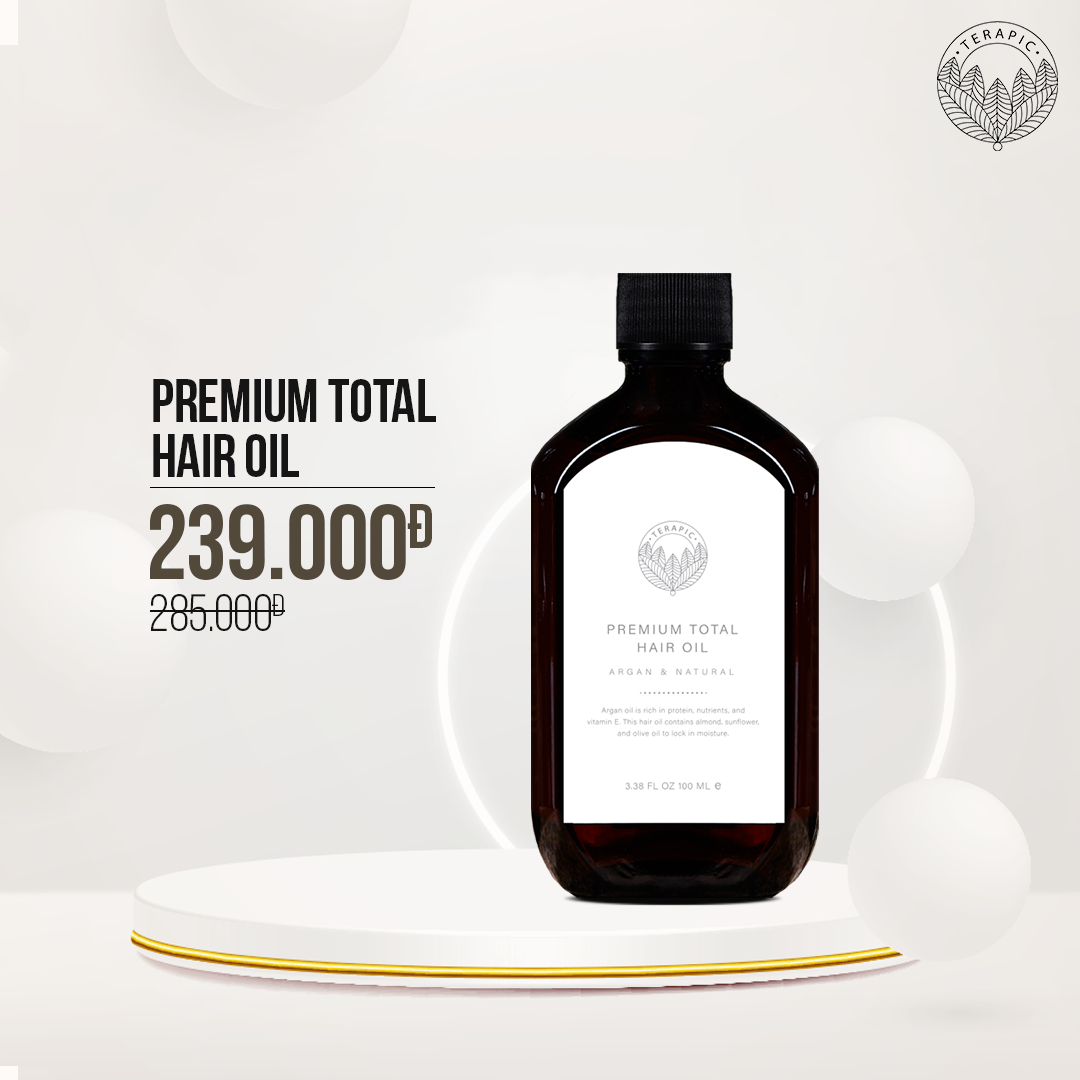 TERAPIC
PREMIUM TOTAL
HAIR OIL
239.000Đ
285.000Đ
TERAPIC
PREMIUM TOTAL
HAIR OIL
ARGAN & NATURAL
Argan oil is rich in protein, nutrients, and
vitamin E. This hair oil contains almond, sunflower,
and olive oil to lock in moisture.
3.38 FL OZ 100 ML ℮